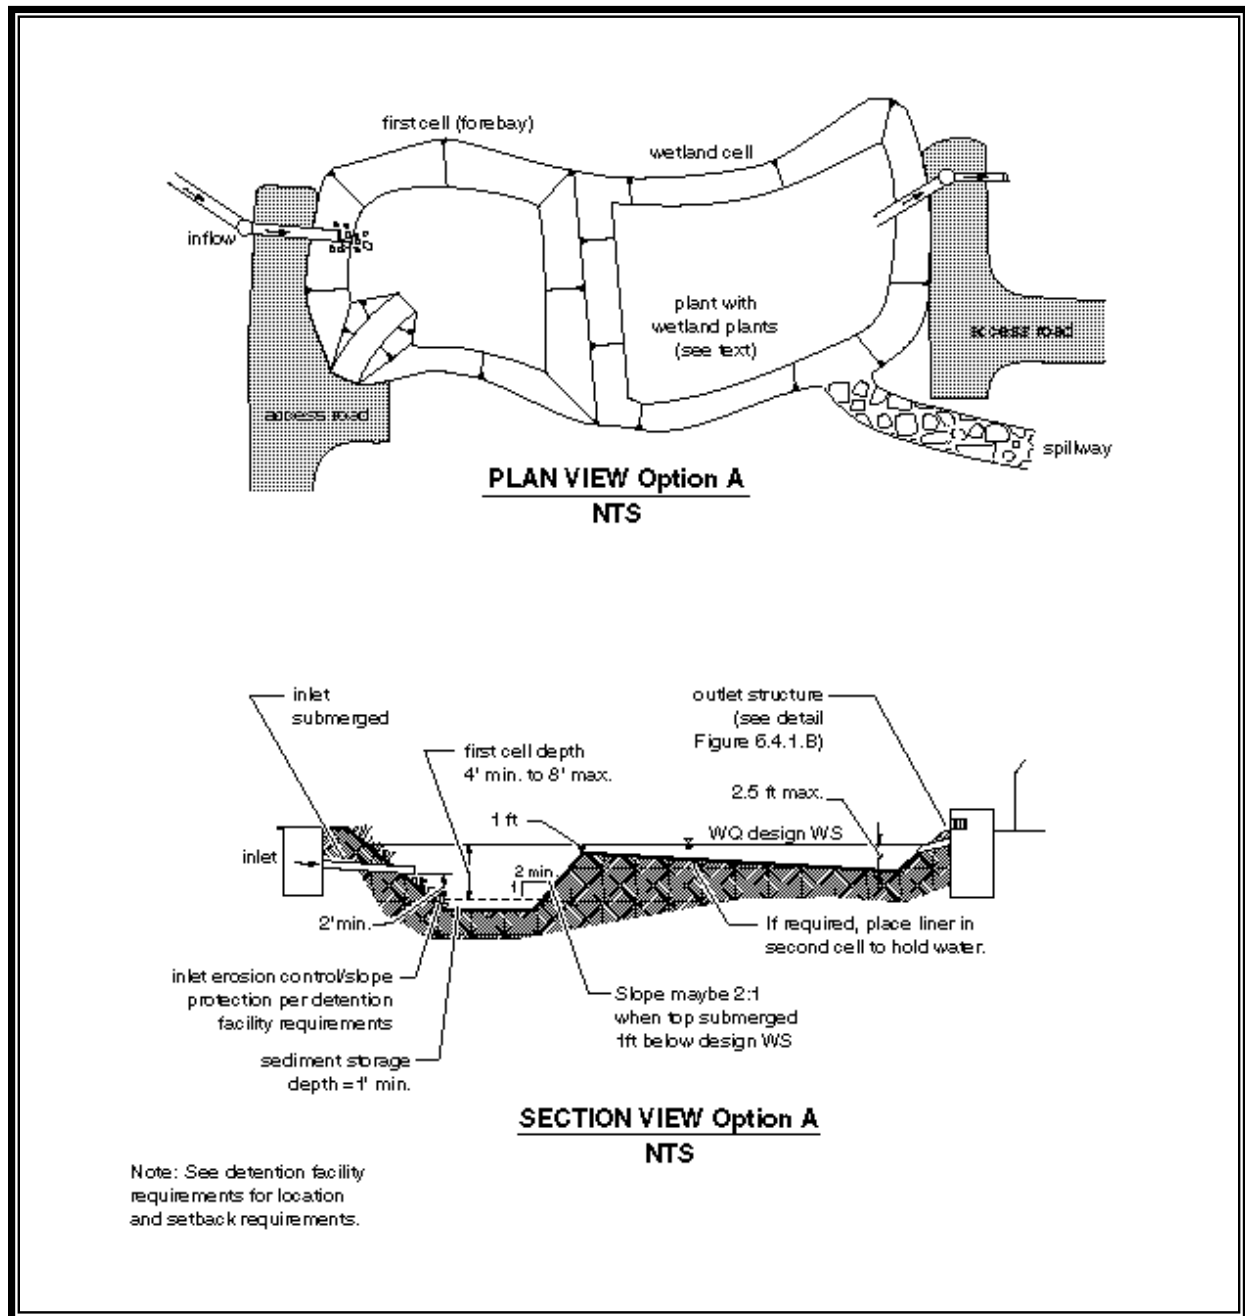 first cell (forebay)
wetland cell
inflow
plant with
wetland plants
(see text)
access road
access road
spillway
PLAN VIEW Option A
NTS
inlet
submerged
outlet structure
(see detail
Figure 6.4.1.B)
first cell depth
4' min. to 8' max.
2.5 ft max.
1 ft
WQ design WS
inlet
2 min.
1
2' min.
If required, place liner in
second cell to hold water.
inlet erosion control/slope
protection per detention
facility requirements
Slope maybe 2:1
when top submerged
1ft below design WS
sediment storage
depth = 1' min.
SECTION VIEW Option A
NTS
Note: See detention facility
requirements for location
and setback requirements.